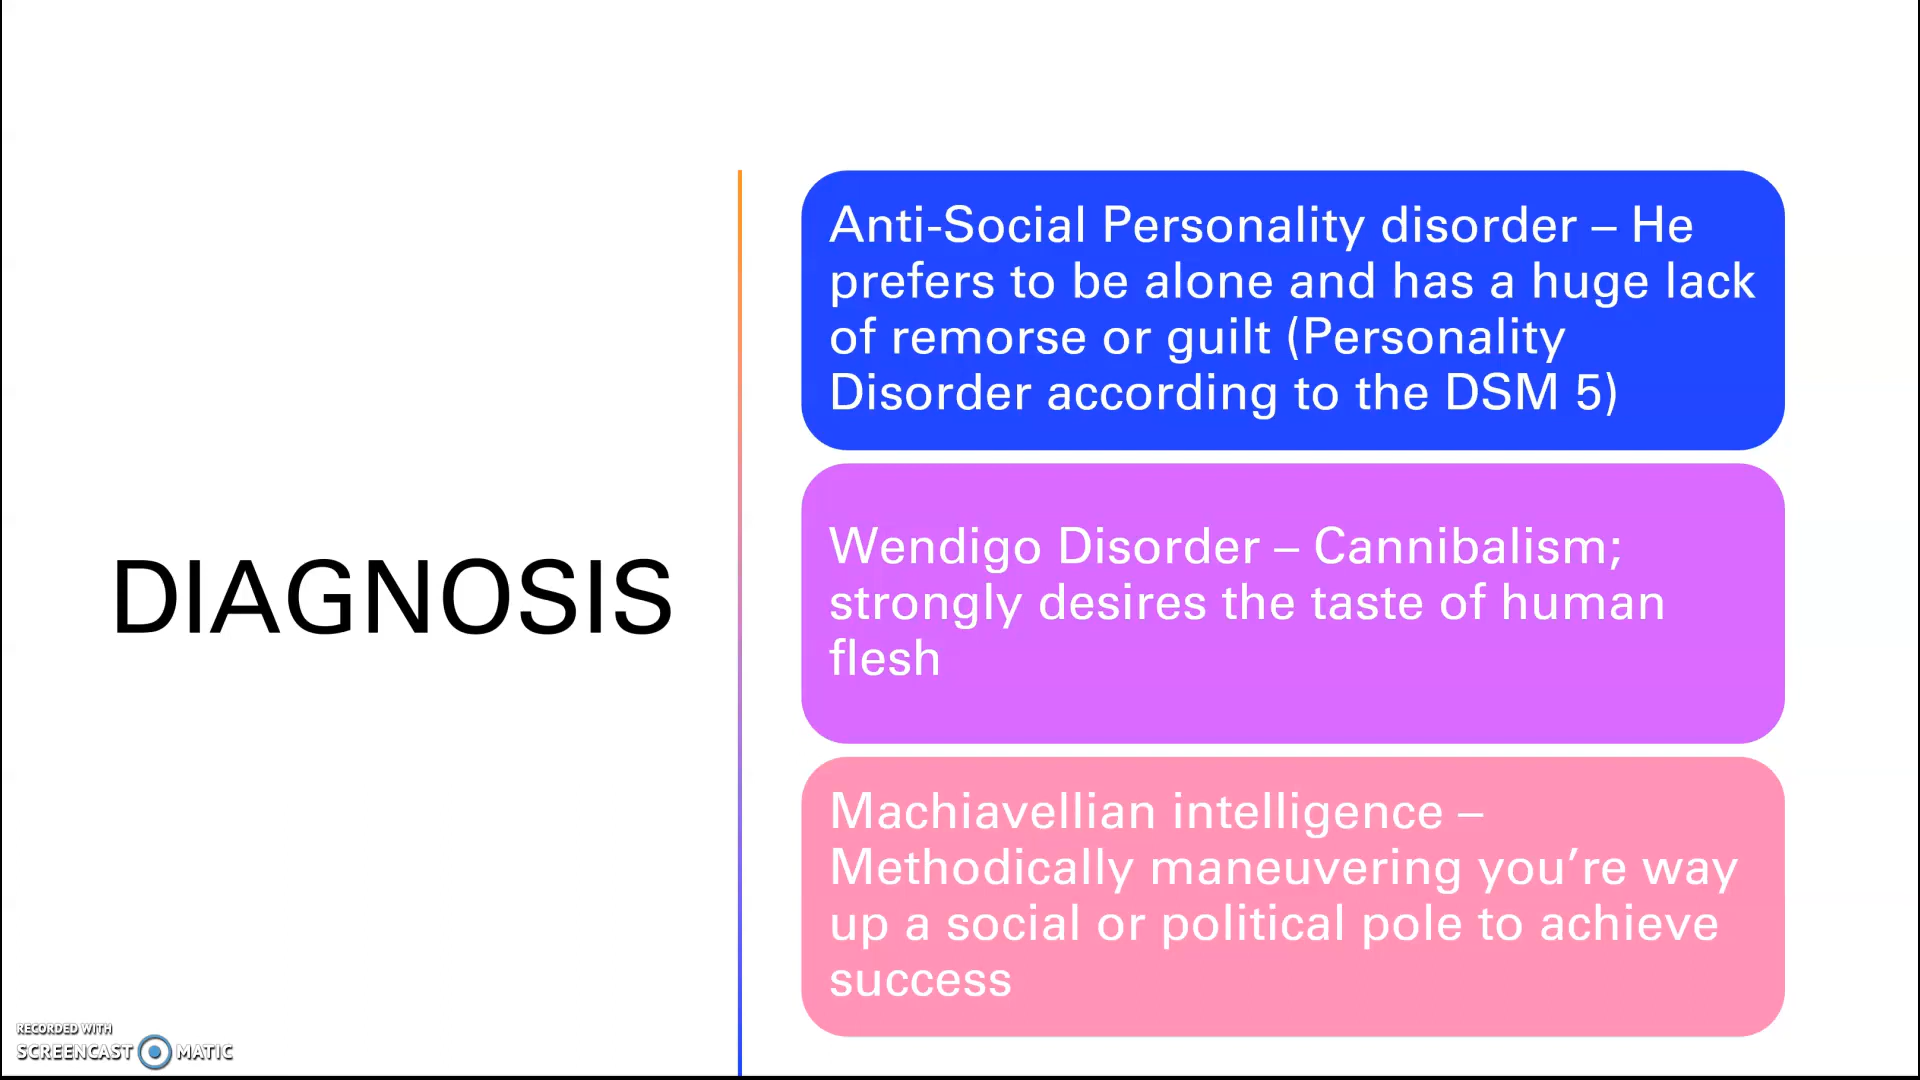 DIAGNOSIS
Anti-Social Personality disorder – He
prefers to be alone and has a huge lack
of remorse or guilt (Personality
Disorder according to the DSM 5)
Wendigo Disorder – Cannibalism;
strongly desires the taste of human
flesh
Machiavellian intelligence –
Methodically maneuvering you’re way
up a social or political pole to achieve
success
RECORDED WITH
SCREENCAST MATIC